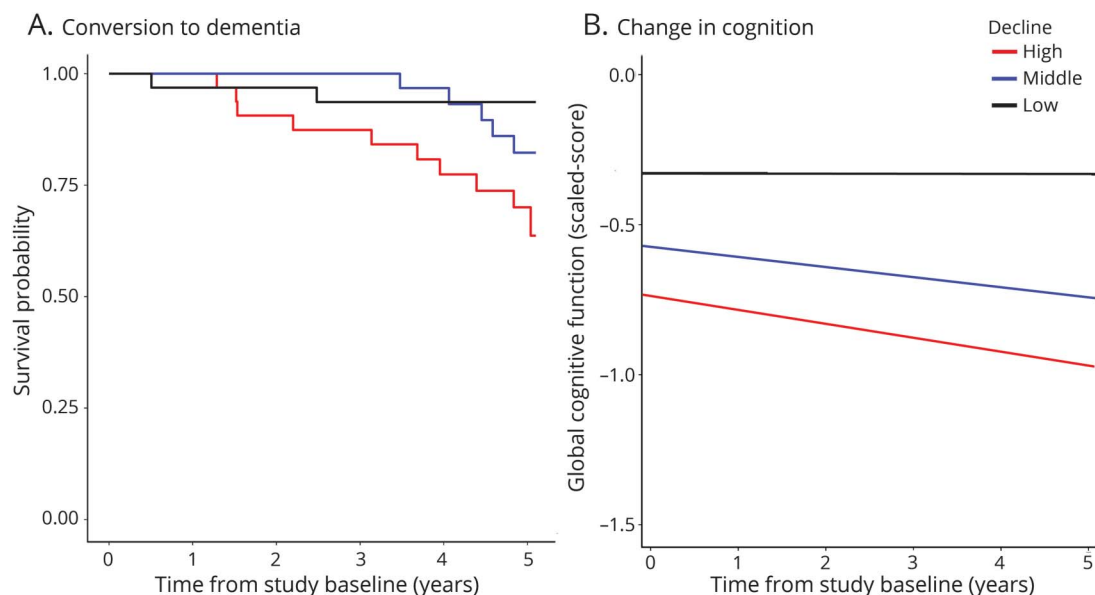 A. Conversion to dementia
Survival probability
1.00
0.75
0.50
0.25
0.00
0 1 2 3 4 5
Time from study baseline (years)
B. Change in cognition
Decline
High
Middle
Low
Global cognitive function (scaled-score)
0.0
−0.5
−1.0
−1.5
0 1 2 3 4 5
Time from study baseline (years)